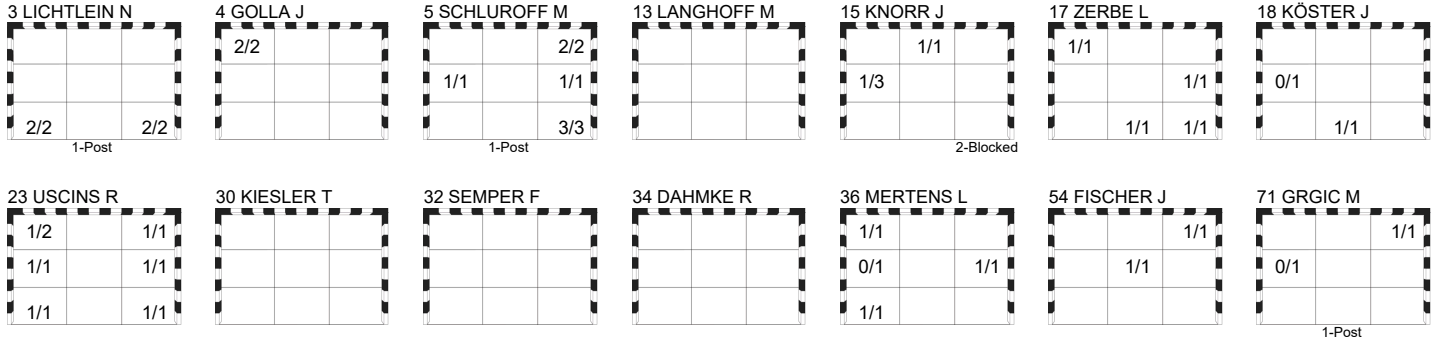 3 LICHTLEIN N 4 GOLLA J 5 SCHLUROFF M 13 LANGHOFF M 15 KNORR J 17 ZERBE L 18 KÖSTER J
2/2 2/2 1/1 1/1
1/1 1/1 1/3 1/1 0/1
2/2 2/2 3/3 1/1 1/1 1/1
1-Post 1-Post 2-Blocked
23 USCINS R 30 KIESLER T 32 SEMPER F 34 DAHMKE R 36 MERTENS L 54 FISCHER J 71 GRGIC M
1/2 1/1 1/1 1/1 1/1
1/1 1/1 0/1 1/1 1/1 0/1
1/1 1/1 1/1
1-Post